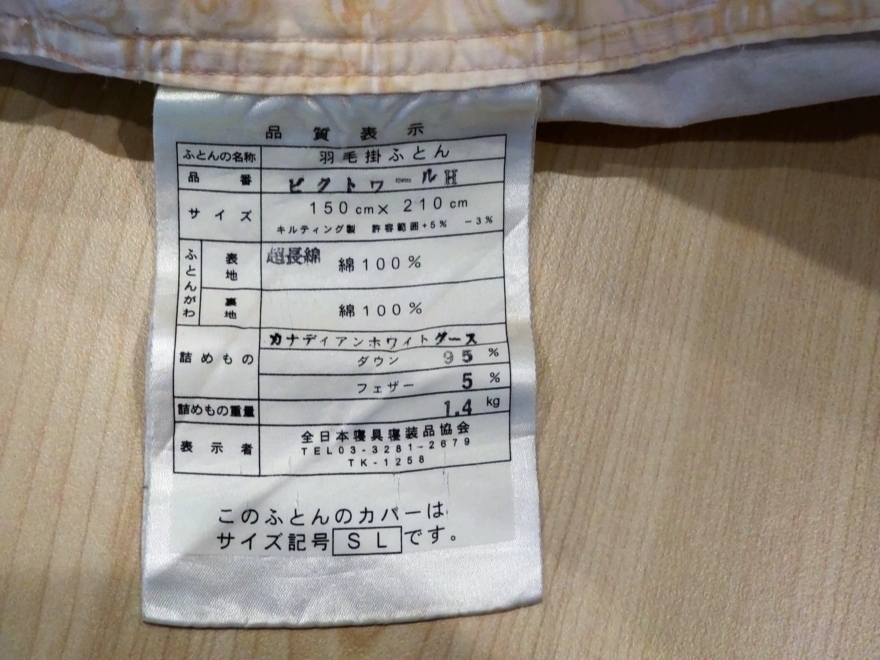 品質表示
ふとんの名称 羽毛掛ふとん
品番 ビクトワールH
サイズ 150cm× 210cm
キルティング製 許容範囲+5% -3%
ふとんがわ 表地 超長綿 綿100%
裏地 綿100%
詰めもの カナディアンホワイトグース
ダウン 95%
フェザー 5%
詰めもの重量 1.4kg
表示者 全日本寝具寝装品協会
TEL03-3281-2679
TK-1258
このふとんのカバーは
サイズ記号SLです。